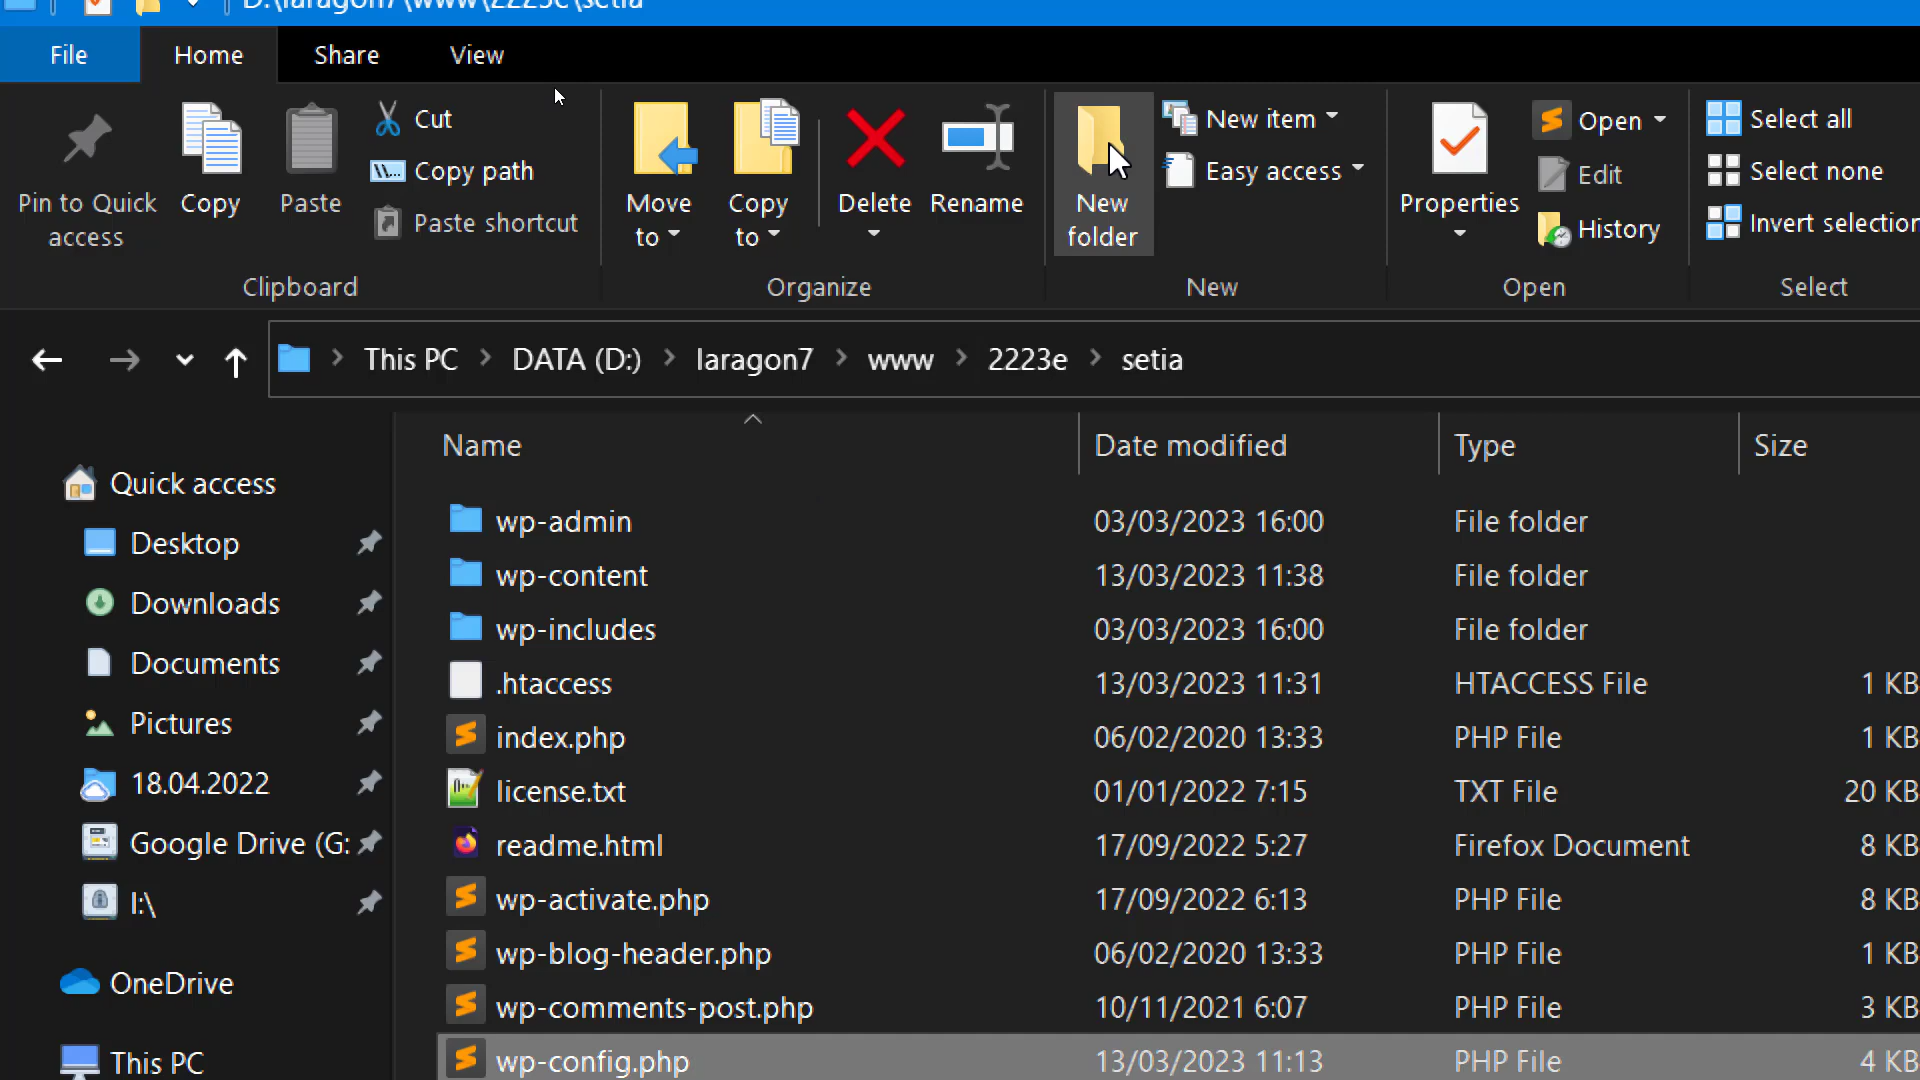 D:\laragon7\www\2223e\setia
File Home Share View
Pin to Quick access
Copy
Paste
Cut
Copy path
Paste shortcut
Clipboard
Move to
Copy to
Delete
Rename
Organize
New folder
New item
Easy access
New
Properties
Open
Edit
History
Open
Select all
Select none
Invert selection
Select
This PC > DATA (D:) > laragon7 > www > 2223e > setia
Name Date modified Type Size
Quick access
Desktop
Downloads
Documents
Pictures
18.04.2022
Google Drive (G:
I:\
OneDrive
This PC
wp-admin 03/03/2023 16:00 File folder
wp-content 13/03/2023 11:38 File folder
wp-includes 03/03/2023 16:00 File folder
.htaccess 13/03/2023 11:31 HTACCESS File 1 KB
index.php 06/02/2020 13:33 PHP File 1 KB
license.txt 01/01/2022 7:15 TXT File 20 KB
readme.html 17/09/2022 5:27 Firefox Document 8 KB
wp-activate.php 17/09/2022 6:13 PHP File 8 KB
wp-blog-header.php 06/02/2020 13:33 PHP File 1 KB
wp-comments-post.php 10/11/2021 6:07 PHP File 3 KB
wp-config.php 13/03/2023 11:13 PHP File 4 KB